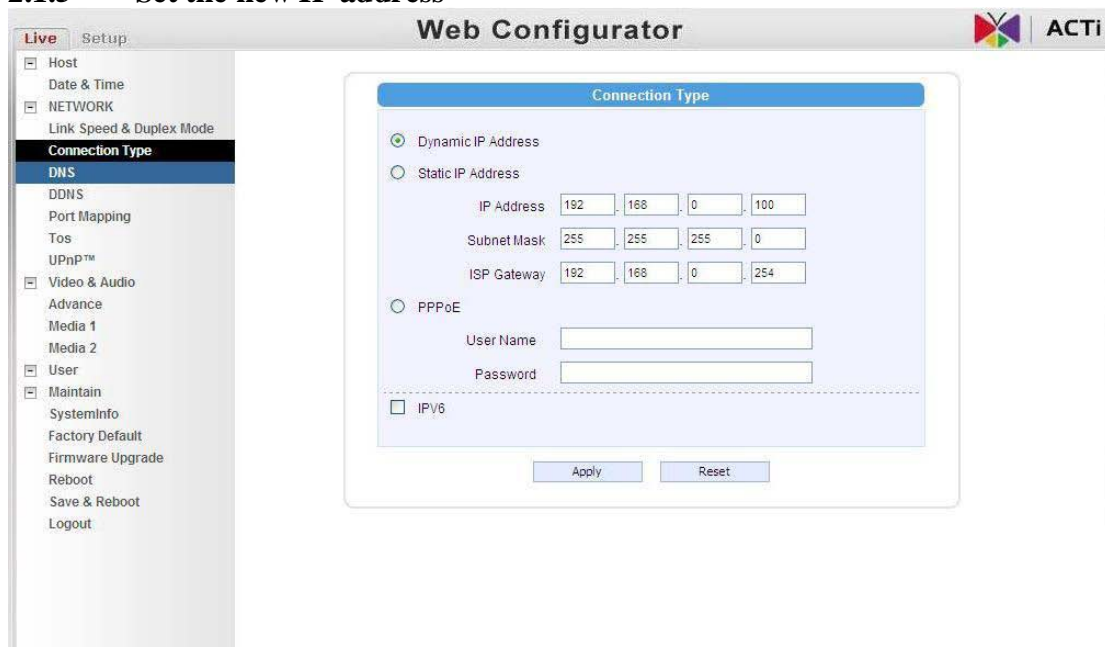 2.1.3 Set the new IP address
Web Configurator
ACTi
Live Setup
Host
Date & Time
NETWORK
Link Speed & Duplex Mode
Connection Type
DNS
DDNS
Port Mapping
Tos
UPnP™
Video & Audio
Advance
Media 1
Media 2
User
Maintain
SystemInfo
Factory Default
Firmware Upgrade
Reboot
Save & Reboot
Logout
Connection Type
Dynamic IP Address
Static IP Address
IP Address 192 . 168 . 0 . 100
Subnet Mask 255 . 255 . 255 . 0
ISP Gateway 192 . 168 . 0 . 254
PPPoE
User Name
Password
IPV6
Apply Reset